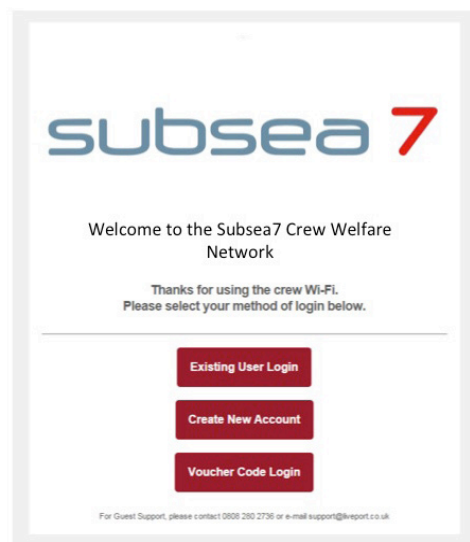 subsea 7
Welcome to the Subsea7 Crew Welfare
Network
Thanks for using the crew Wi-Fi.
Please select your method of login below.
Existing User Login
Create New Account
Voucher Code Login
For Guest Support, please contact 0808 280 2736 or e-mail support@liveport.co.uk